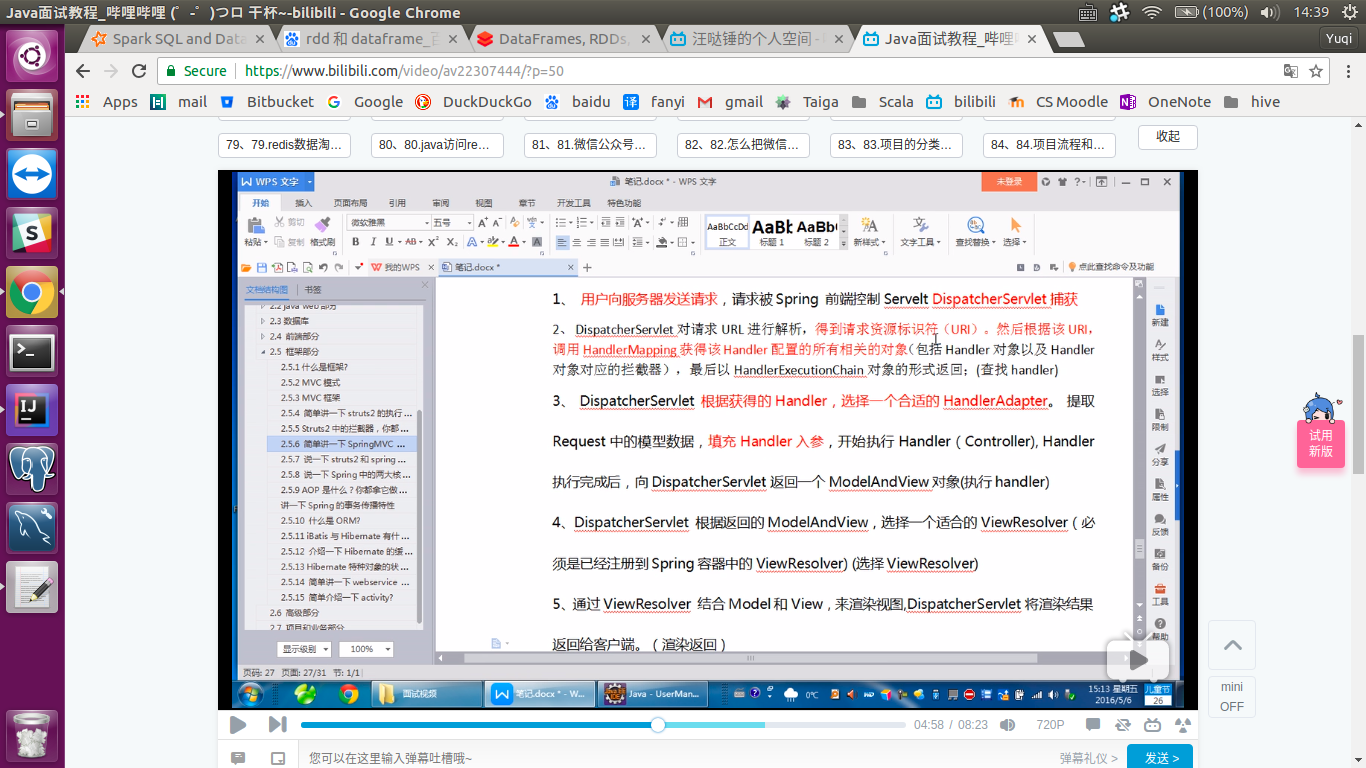 Java面试教程_哔哩哔哩 (゜-゜)つロ 干杯~-bilibili - Google Chrome
(100%) 14:39
Spark SQL and Data
rdd 和 dataframe_百
DataFrames, RDDs,
汪哒锤的个人空间 -
Java面试教程_哔哩
Yuqi
Secure https://www.bilibili.com/video/av22307444/?p=50
Apps mail Bitbucket Google DuckDuckGo baidu fanyi gmail Taiga Scala bilibili CS Moodle OneNote hive
79、79.redis数据淘...
80、80.java访问re...
81、81.微信公众号...
82、82.怎么把微信...
83、83.项目的分类...
84、84.项目流程和...
收起
WPS 文字 笔记.docx * - WPS 文字 未登录
开始 插入 页面布局 引用 审阅 视图 章节 开发工具 特色功能
粘贴 剪切 复制 格式刷 微软雅黑 五号
AaBbCcDd 正文 AaBb 标题 1 AaBb( 标题 2 新样式 文字工具 查找替换 选择
我的WPS 笔记.docx * 点此查找命令及功能
文档结构图 书签
2.2 java web 部分
2.3 数据库
2.4 前端部分
2.5 框架部分
2.5.1 什么是框架?
2.5.2 MVC 模式
2.5.3 MVC 框架
2.5.4 简单讲一下 struts2 的执行 ...
2.5.5 Struts2 中的拦截器，你都...
2.5.6 简单讲一下 SpringMVC ...
2.5.7 说一下 struts2 和 spring ...
2.5.8 说一下 Spring 中的两大核 ...
2.5.9 AOP 是什么？你都拿它做 ...
讲一下 Spring 的事务传播特性
2.5.10 什么是 ORM?
2.5.11 iBatis 与 Hibernate 有什 ...
2.5.12 介绍一下 Hibernate 的缓 ...
2.5.13 Hibernate 特种对象的状 ...
2.5.14 简单讲一下 webservice ...
2.5.15 简单介绍一下 activity?
2.6 高级部分
2.7 项目和业务部分
显示级别 100%
页码: 27 页面: 27/31 节: 1/1
1、 用户向服务器发送请求，请求被 Spring 前端控制 Servelt DispatcherServlet 捕获
2、 DispatcherServlet 对请求 URL 进行解析，得到请求资源标识符（URI）。然后根据该 URI，
调用 HandlerMapping 获得该 Handler 配置的所有相关的对象（包括 Handler 对象以及 Handler
对象对应的拦截器），最后以 HandlerExecutionChain 对象的形式返回；(查找 handler)
3、 DispatcherServlet 根据获得的 Handler，选择一个合适的 HandlerAdapter。 提取
Request 中的模型数据，填充 Handler 入参，开始执行 Handler（Controller), Handler
执行完成后，向 DispatcherServlet 返回一个 ModelAndView 对象(执行 handler)
4、DispatcherServlet 根据返回的 ModelAndView，选择一个适合的 ViewResolver（必
须是已经注册到 Spring 容器中的 ViewResolver) (选择 ViewResolver)
5、通过 ViewResolver 结合 Model 和 View，来渲染视图,DispatcherServlet 将渲染结果
返回给客户端。（渲染返回）
新建
样式
选择
限制
分享
属性
反馈
备份
工具
帮助
面试视频 笔记.docx * - W... Java - UserMan... 0℃ 15:13 星期五 2016/5/6 儿童节 26
试用
新版
mini
OFF
04:58 / 08:23 720P
您可以在这里输入弹幕吐槽哦~ 弹幕礼仪 > 发送 >